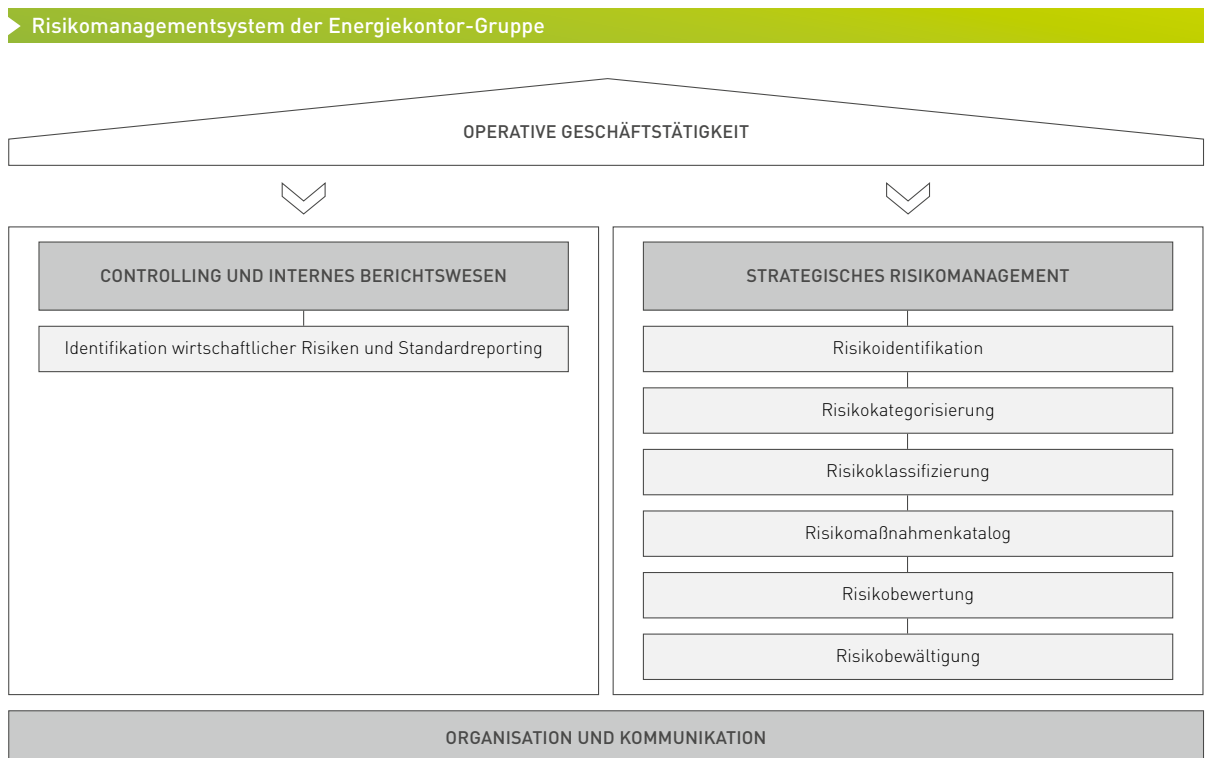 Risikomanagementsystem der Energiekontor-Gruppe
OPERATIVE GESCHÄFTSTÄTIGKEIT
CONTROLLING UND INTERNES BERICHTSWESEN
Identifikation wirtschaftlicher Risiken und Standardreporting
STRATEGISCHES RISIKOMANAGEMENT
Risikoidentifikation
Risikokategorisierung
Risikoklassifizierung
Risikomaßnahmenkatalog
Risikobewertung
Risikobewältigung
ORGANISATION UND KOMMUNIKATION